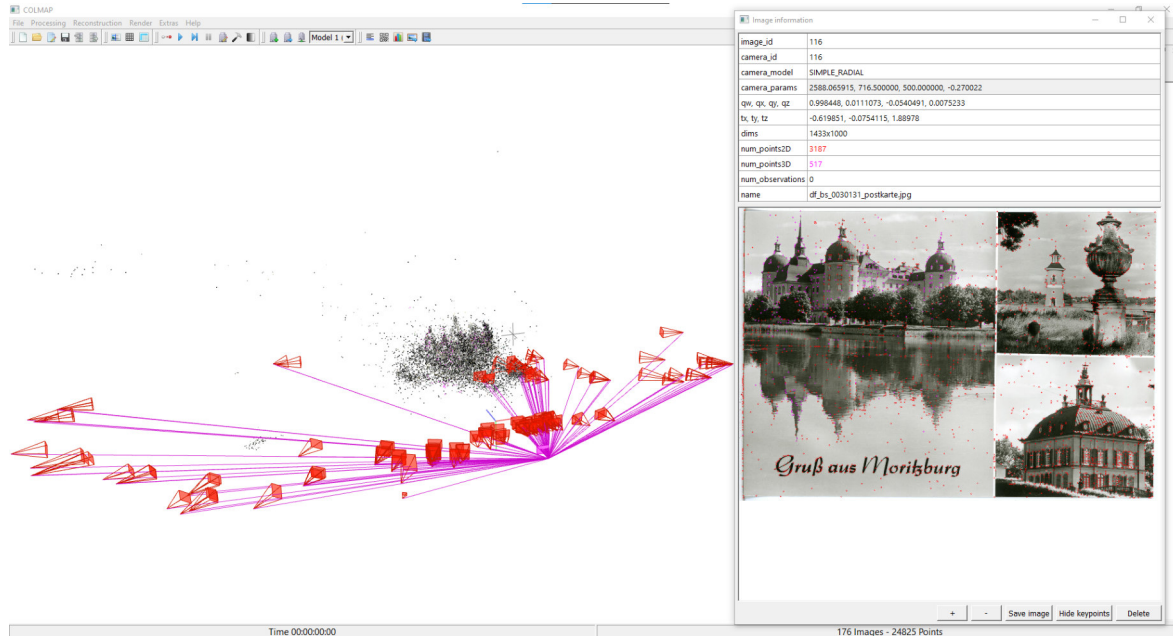 COLMAP
File Processing Reconstruction Render Extras Help
Model 1
Image information
image_id 116
camera_id 116
camera_model SIMPLE_RADIAL
camera_params 2588.065915, 716.500000, 500.000000, -0.270022
qw, qx, qy, qz 0.998448, 0.0111073, -0.0540491, 0.0075233
tx, ty, tz -0.619851, -0.0754115, 1.88978
dims 1433x1000
num_points2D 3187
num_points3D 517
num_observations 0
name df_bs_0030131_postkarte.jpg
Gruß aus Moritzburg
+ - Save image Hide keypoints Delete
Time 00:00:00:00
176 Images - 24825 Points